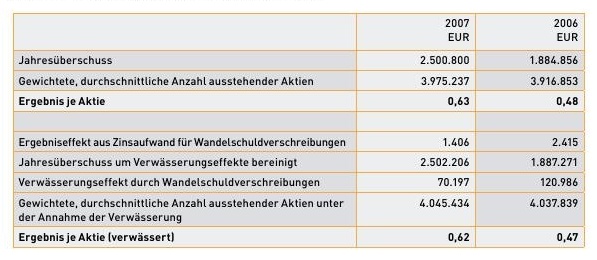 2007 2006
EUR EUR
Jahresüberschuss 2.500.800 1.884.856
Gewichtete, durchschnittliche Anzahl ausstehender Aktien 3.975.237 3.916.853
Ergebnis je Aktie 0,63 0,48
Ergebniseffekt aus Zinsaufwand für Wandelschuldverschreibungen 1.406 2.415
Jahresüberschuss um Verwässerungseffekte bereinigt 2.502.206 1.887.271
Verwässerungseffekt durch Wandelschuldverschreibungen 70.197 120.986
Gewichtete, durchschnittliche Anzahl ausstehender Aktien unter 4.045.434 4.037.839
der Annahme der Verwässerung
Ergebnis je Aktie (verwässert) 0,62 0,47